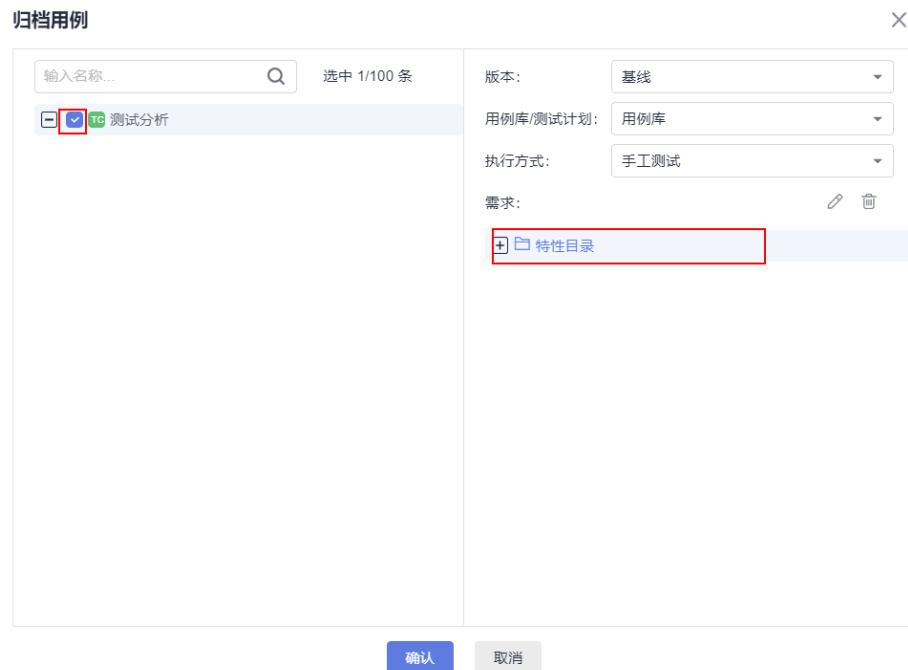 归档用例
输入名称...
选中 1/100 条
TC 测试分析
版本:
基线
用例库/测试计划:
用例库
执行方式:
手工测试
需求:
特性目录
确认
取消